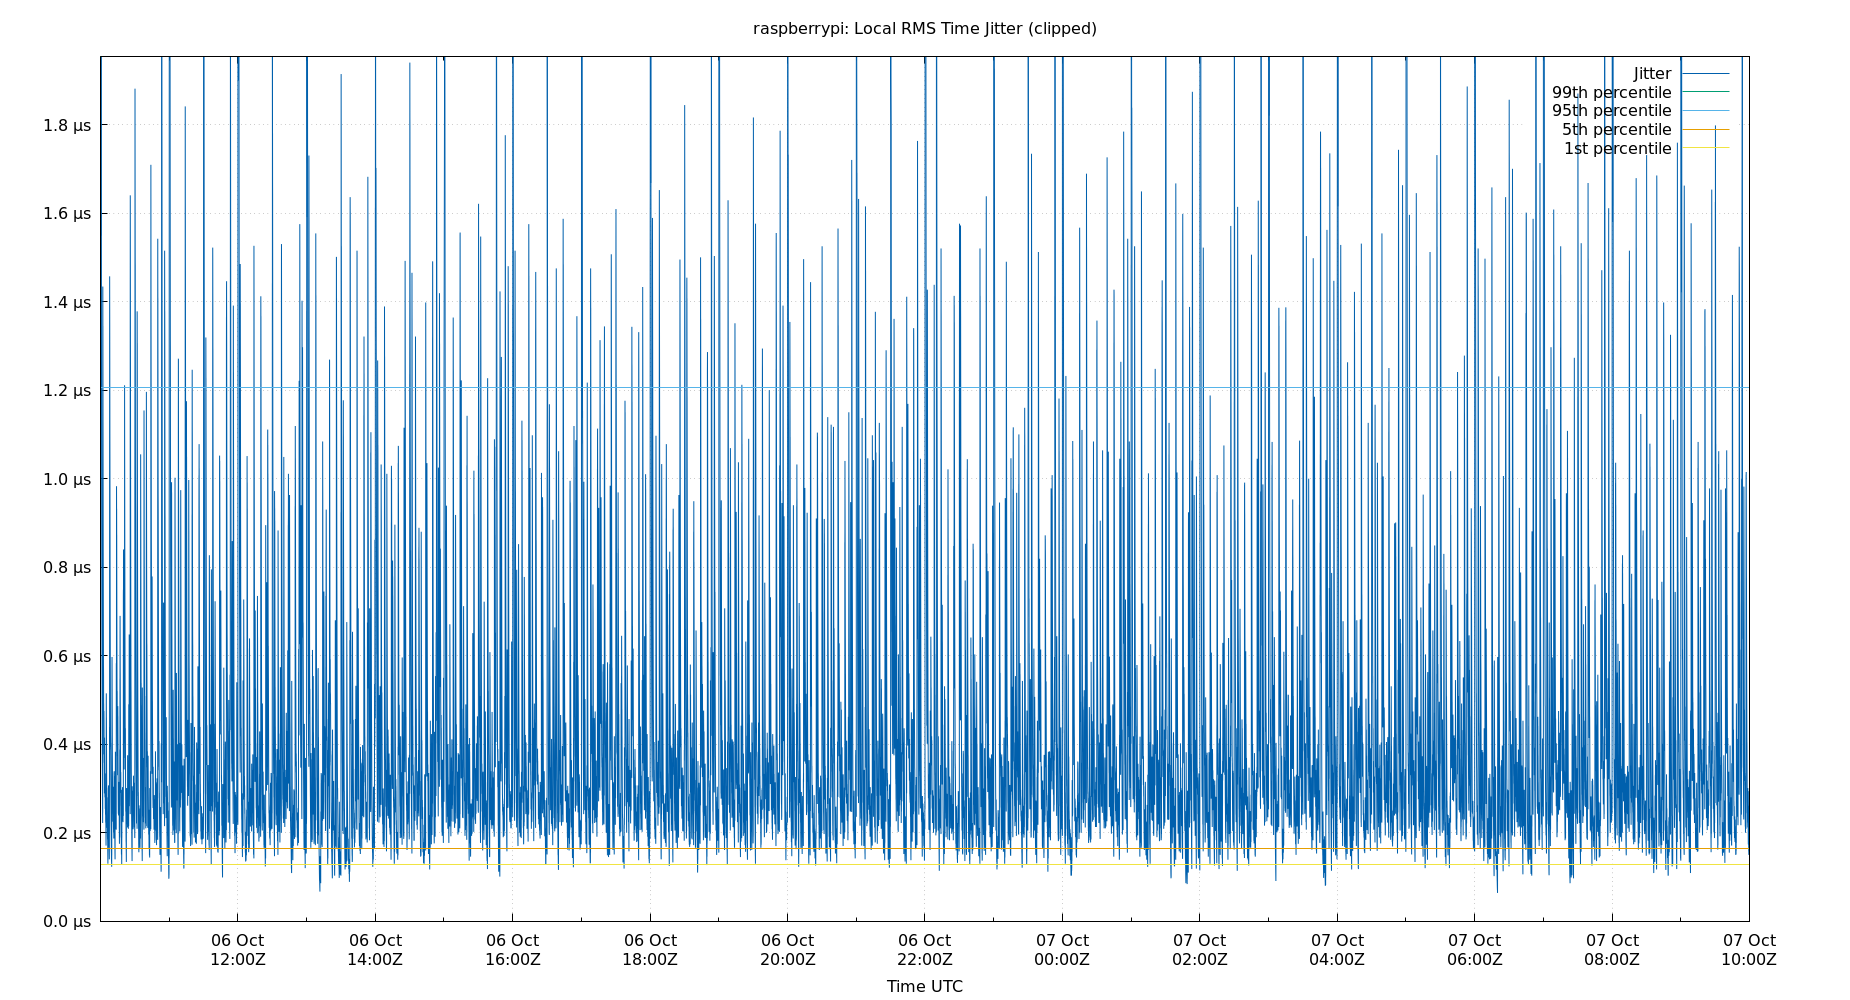 raspberrypi: Local RMS Time Jitter (clipped)
Jitter
99th percentile
95th percentile
5th percentile
1st percentile
1.8 µs
1.6 µs
1.4 µs
1.2 µs
1.0 µs
0.8 µs
0.6 µs
0.4 µs
0.2 µs
0.0 µs
06 Oct 06 Oct 06 Oct 06 Oct 06 Oct 06 Oct 07 Oct 07 Oct 07 Oct 07 Oct 07 Oct 07 Oct
12:00Z 14:00Z 16:00Z 18:00Z 20:00Z 22:00Z 00:00Z 02:00Z 04:00Z 06:00Z 08:00Z 10:00Z
Time UTC